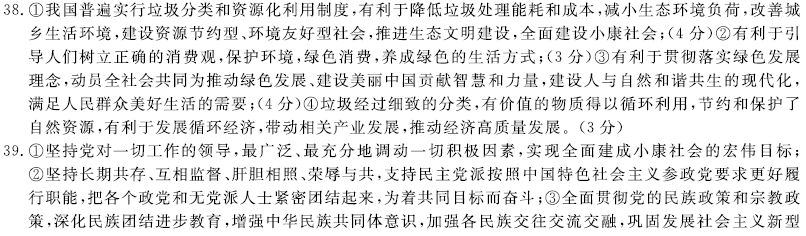 38. ①我国普遍实行垃圾分类和资源化利用制度,有利于降低垃圾处理能耗和成本,减小生态环境负荷,改善城
乡生活环境,建设资源节约型、环境友好型社会,推进生态文明建设,全面建设小康社会;(4分)②有利于引
导人们树立正确的消费观,保护环境,绿色消费,养成绿色的生活方式;(3分)③有利于贯彻落实绿色发展
理念,动员全社会共同为推动绿色发展、建设美丽中国贡献智慧和力量,建设人与自然和谐共生的现代化,
满足人民群众美好生活的需要;(4分)④垃圾经过细致的分类,有价值的物质得以循环利用,节约和保护了
自然资源,有利于发展循环经济,带动相关产业发展,推动经济高质量发展。(3分)
39. ①坚持党对一切工作的领导,最广泛、最充分地调动一切积极因素,实现全面建成小康社会的宏伟目标;
②坚持长期共存、互相监督、肝胆相照、荣辱与共,支持民主党派按照中国特色社会主义参政党要求更好履
行职能,把各个政党和无党派人士紧密团结起来,为着共同目标而奋斗;③全面贯彻党的民族政策和宗教政
策,深化民族团结进步教育,增强中华民族共同体意识,加强各民族交往交流交融,巩固发展社会主义新型